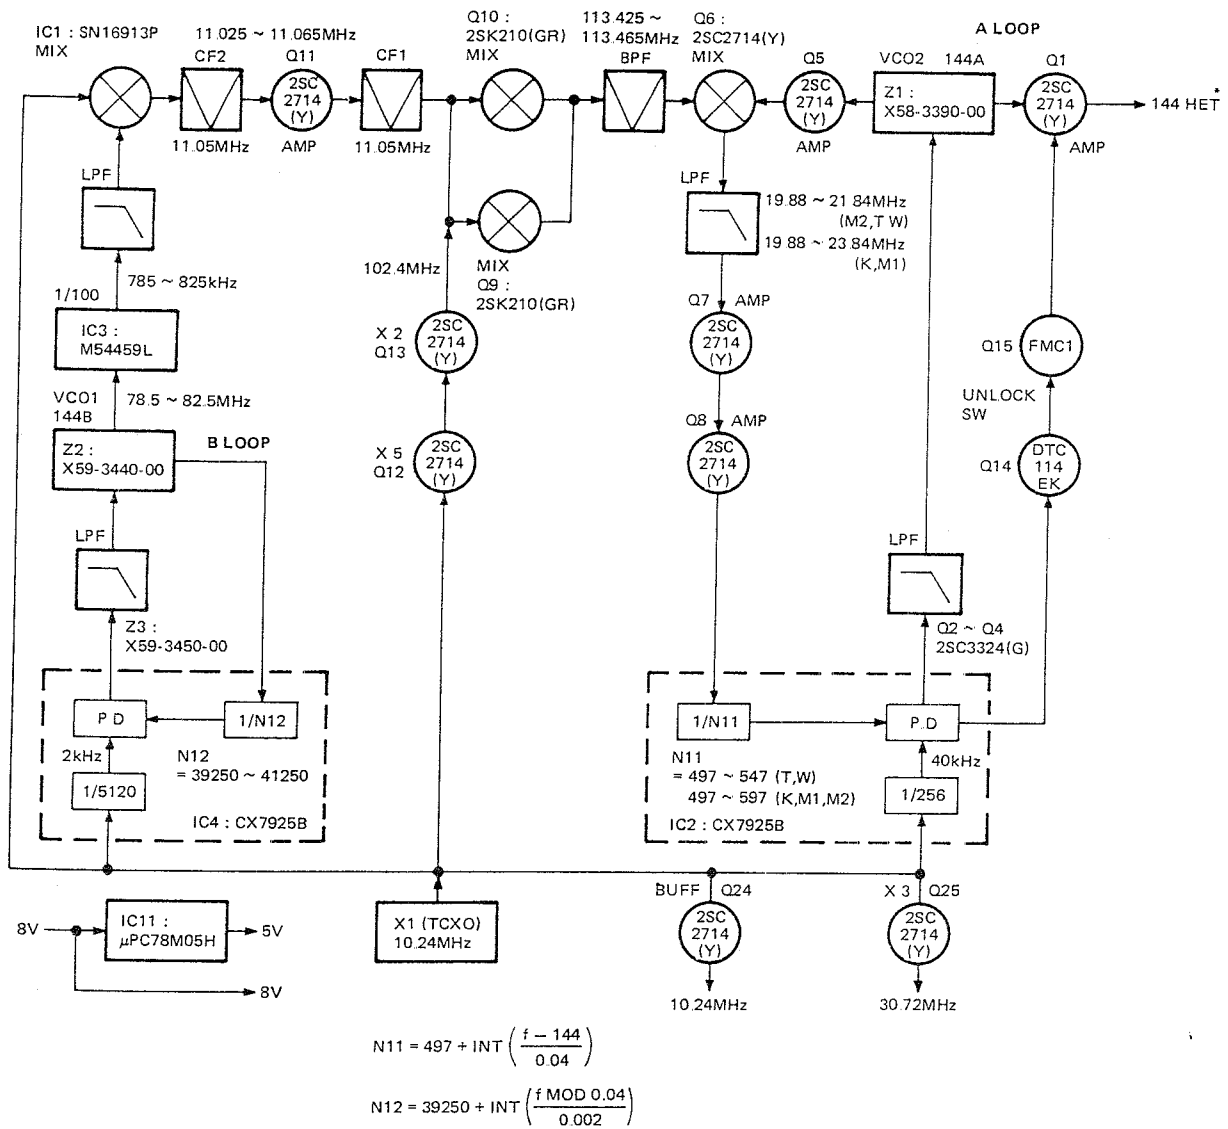 IC1 : SN16913P
MIX
11.025 ~ 11.065MHz
CF2
Q11
2SC
2714
(Y)
AMP
11.05MHz
CF1
11.05MHz
Q10 :
2SK210(GR)
MIX
113.425 ~
113.465MHz
BPF
Q6 :
2SC2714(Y)
MIX
Q5
2SC
2714
(Y)
AMP
A LOOP
VCO2 144A
Z1 :
X58-3390-00
Q1
2SC
2714
(Y)
AMP
144 HET*
LPF
785 ~ 825kHz
1/100
IC3 :
M54459L
VCO1
144B
78.5 ~ 82.5MHz
Z2 :
X59-3440-00
B LOOP
LPF
Z3 :
X59-3450-00
P D
1/N12
2kHz
N12
= 39250 ~ 41250
1/5120
IC4 : CX7925B
MIX
Q9 :
2SK210(GR)
102.4MHz
X 2
Q13
2SC
2714
(Y)
X 5
Q12
2SC
2714
(Y)
LPF
19.88 ~ 21.84MHz
(M2,T W)
19.88 ~ 23.84MHz
(K,M1)
Q7 AMP
2SC
2714
(Y)
Q8 AMP
2SC
2714
(Y)
Q15
FMC1
UNLOCK
SW
Q14
DTC
114
EK
LPF
Q2 ~ Q4
2SC3324(G)
1/N11
P.D
N11
= 497 ~ 547 (T,W)
497 ~ 597 (K,M1,M2)
40kHz
1/256
IC2 : CX7925B
8V
IC11 :
µPC78M05H
5V
8V
X1 (TCXO)
10.24MHz
BUFF Q24
2SC
2714
(Y)
10.24MHz
X 3 Q25
2SC
2714
(Y)
30.72MHz
N11 = 497 + INT ( f − 144 / 0.04 )
N12 = 39250 + INT ( f MOD 0.04 / 0.002 )